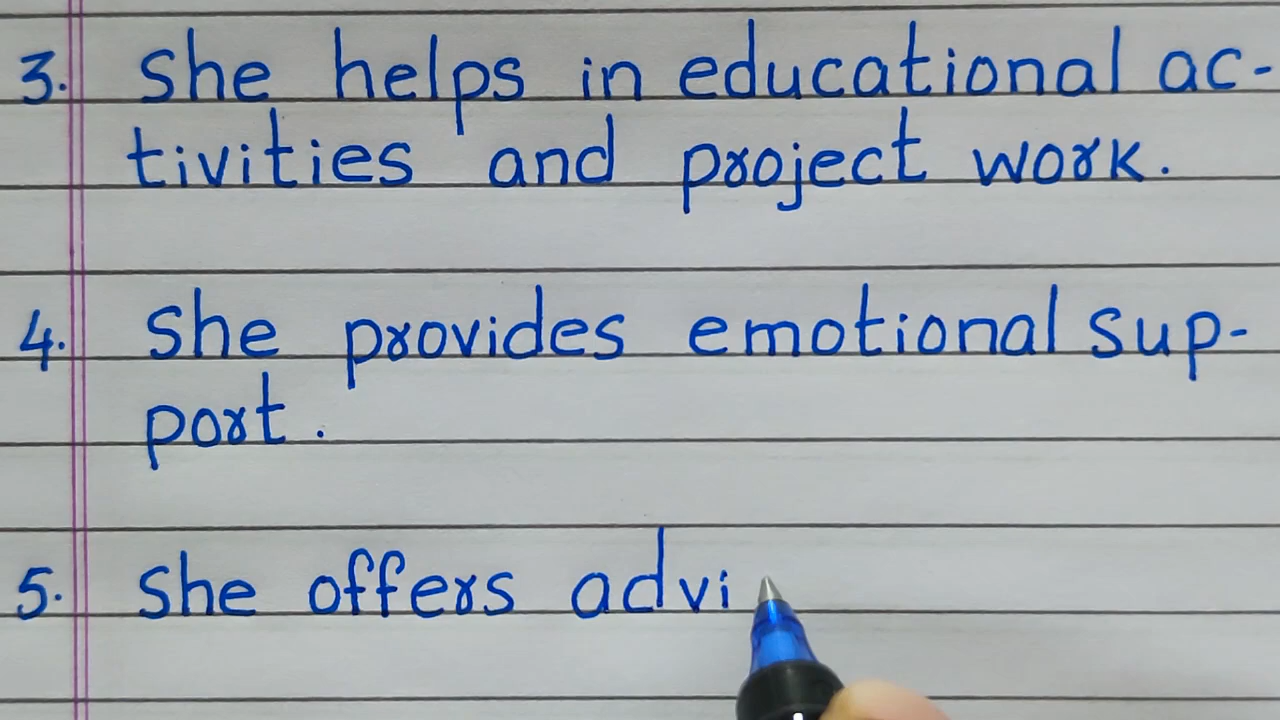 3. She helps in educational ac-
tivities and project work.
4. She provides emotional sup-
port.
5. She offers advi